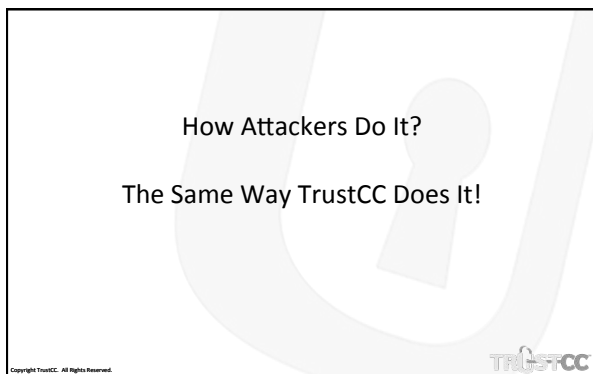 How Attackers Do It?
The Same Way TrustCC Does It!
Copyright TrustCC. All Rights Reserved.
TRUSTCC